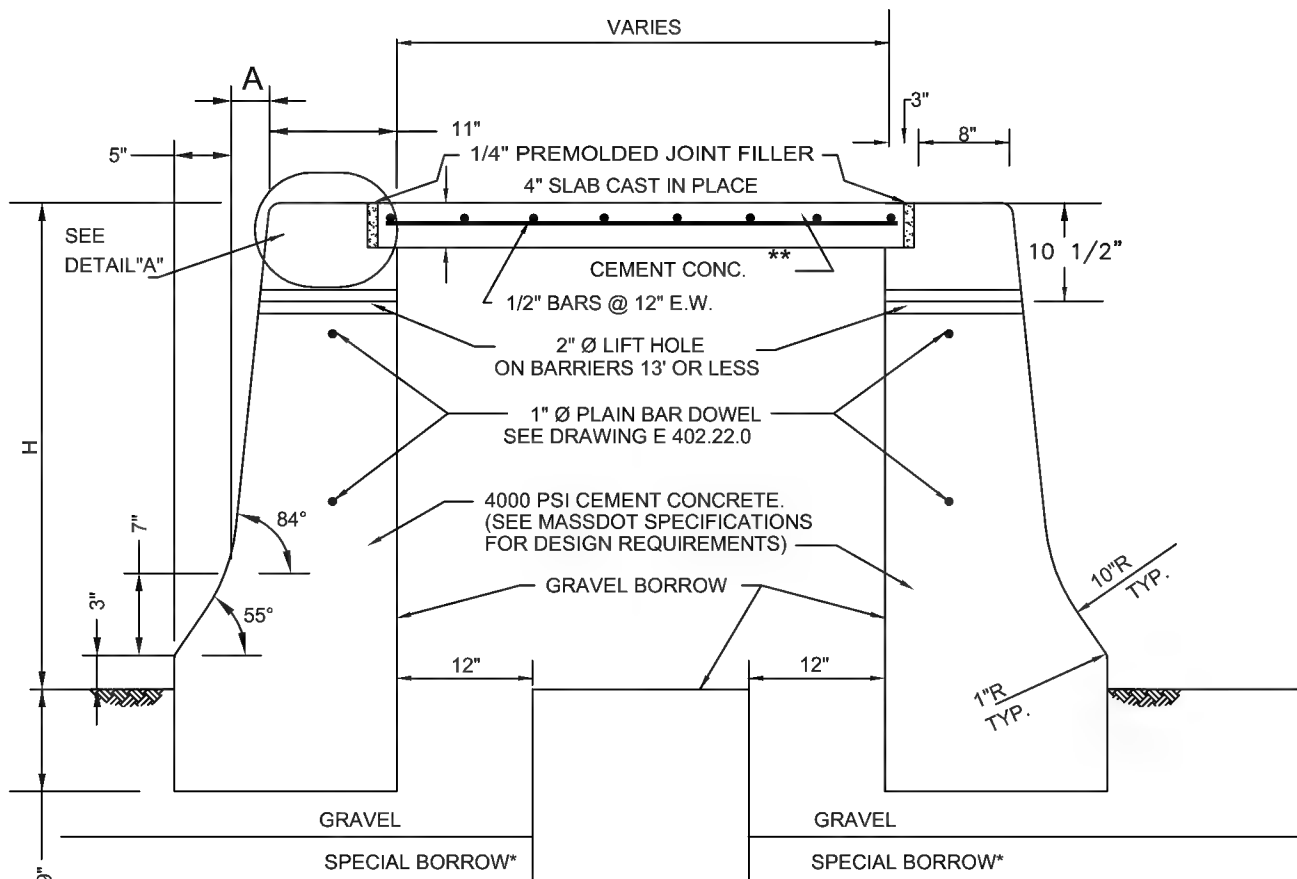 VARIES
A
3"
11"
8"
5"
1/4" PREMOLDED JOINT FILLER
4" SLAB CAST IN PLACE
SEE
DETAIL"A"
10 1/2"
**
CEMENT CONC.
1/2" BARS @ 12" E.W.
2" Ø LIFT HOLE
ON BARRIERS 13' OR LESS
1" Ø PLAIN BAR DOWEL
SEE DRAWING E 402.22.0
H
4000 PSI CEMENT CONCRETE.
(SEE MASSDOT SPECIFICATIONS
FOR DESIGN REQUIREMENTS)
84°
7"
GRAVEL BORROW
10"R
TYP.
3"
55°
12"
12"
1"R
TYP.
GRAVEL
GRAVEL
SPECIAL BORROW*
SPECIAL BORROW*